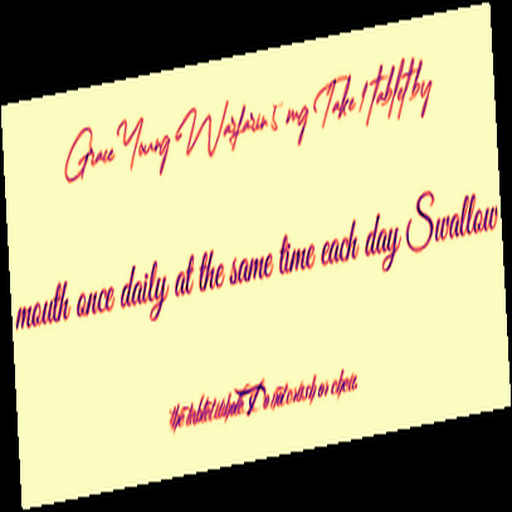 Grace Young Warfarin 5 mg Take 1 tablet by
mouth once daily at the same time each day Swallow
the tablet whole Do not crush or chew.